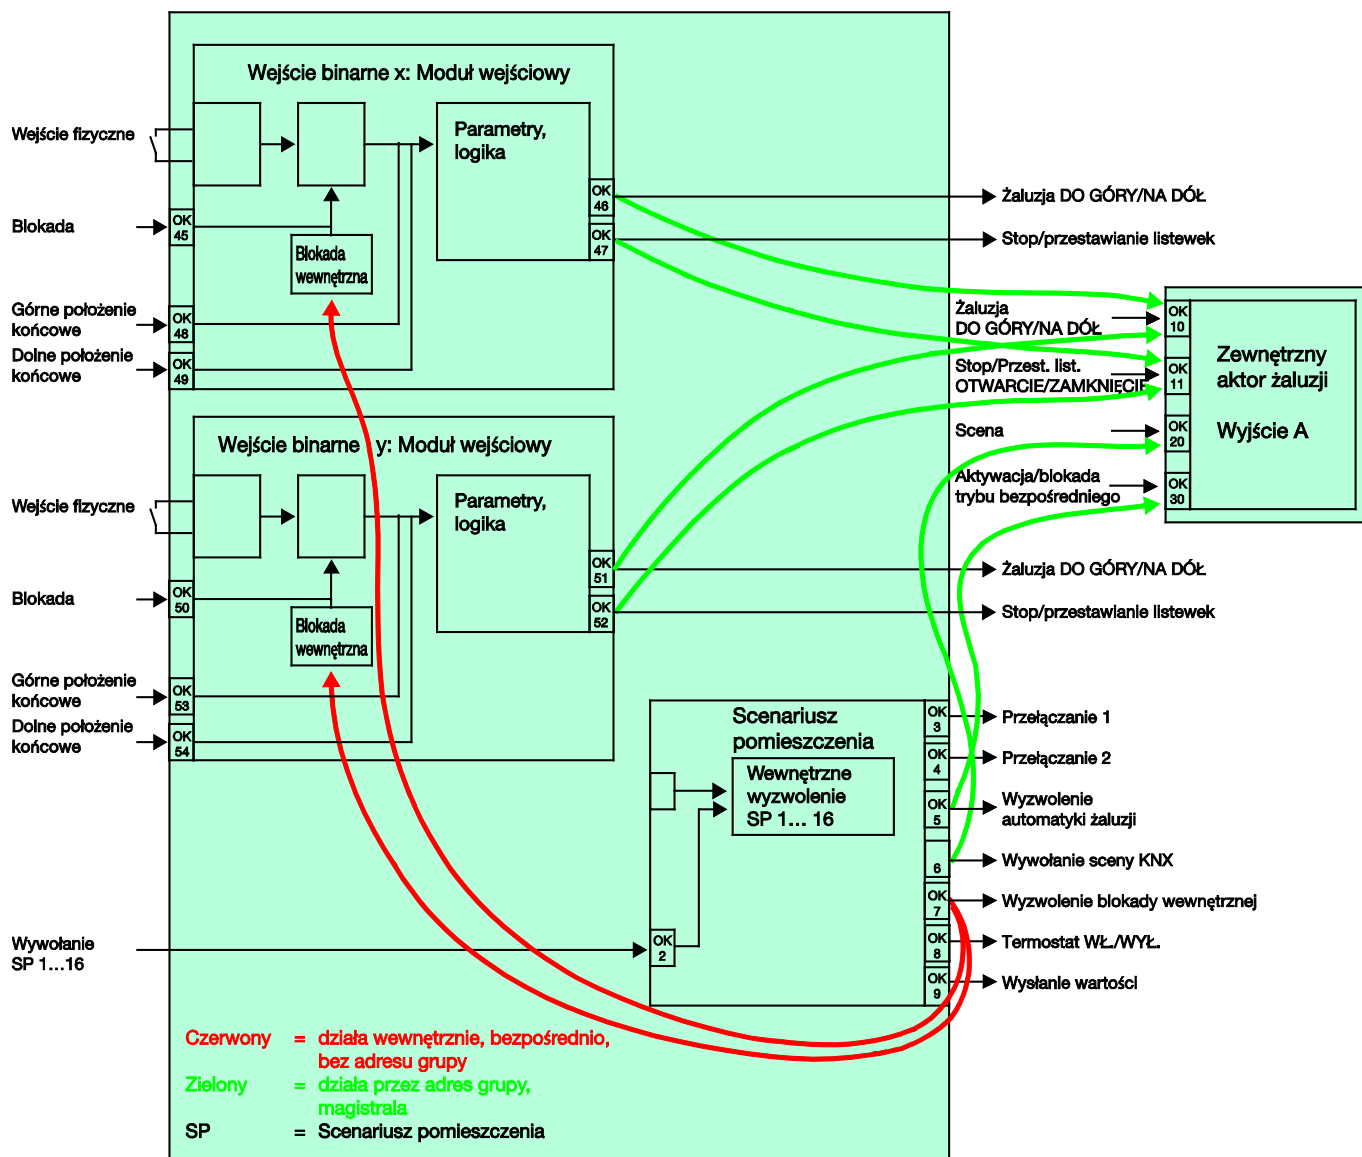 Wejście binarne x: Moduł wejściowy
Wejście fizyczne
Parametry,
logika
OK
46
Żaluzja DO GÓRY/NA DÓŁ
Blokada
OK
45
OK
47
Stop/przestawianie listewek
Blokada
wewnętrzna
Górne położenie
końcowe
OK
48
Dolne położenie
końcowe
OK
49
Żaluzja
DO GÓRY/NA DÓŁ
OK
10
Stop/Przest. list.
OTWARCIE/ZAMKNIĘCIE
OK
11
Scena
OK
20
Aktywacja/blokada
trybu bezpośredniego
OK
30
Zewnętrzny
aktor żaluzji
Wyjście A
Wejście binarne y: Moduł wejściowy
Wejście fizyczne
Parametry,
logika
OK
51
Żaluzja DO GÓRY/NA DÓŁ
Blokada
OK
50
OK
52
Stop/przestawianie listewek
Blokada
wewnętrzna
Górne położenie
końcowe
OK
53
Dolne położenie
końcowe
OK
54
Scenariusz
pomieszczenia
Wewnętrzne
wyzwolenie
SP 1... 16
OK
3
Przełączanie 1
OK
4
Przełączanie 2
OK
5
Wyzwolenie
automatyki żaluzji
6
Wywołanie sceny KNX
OK
7
Wyzwolenie blokady wewnętrznej
OK
8
Termostat WŁ./WYŁ.
OK
9
Wysłanie wartości
Wywołanie
SP 1...16
OK
2
Czerwony = działa wewnętrznie, bezpośrednio,
bez adresu grupy
Zielony = działa przez adres grupy,
magistrala
SP = Scenariusz pomieszczenia